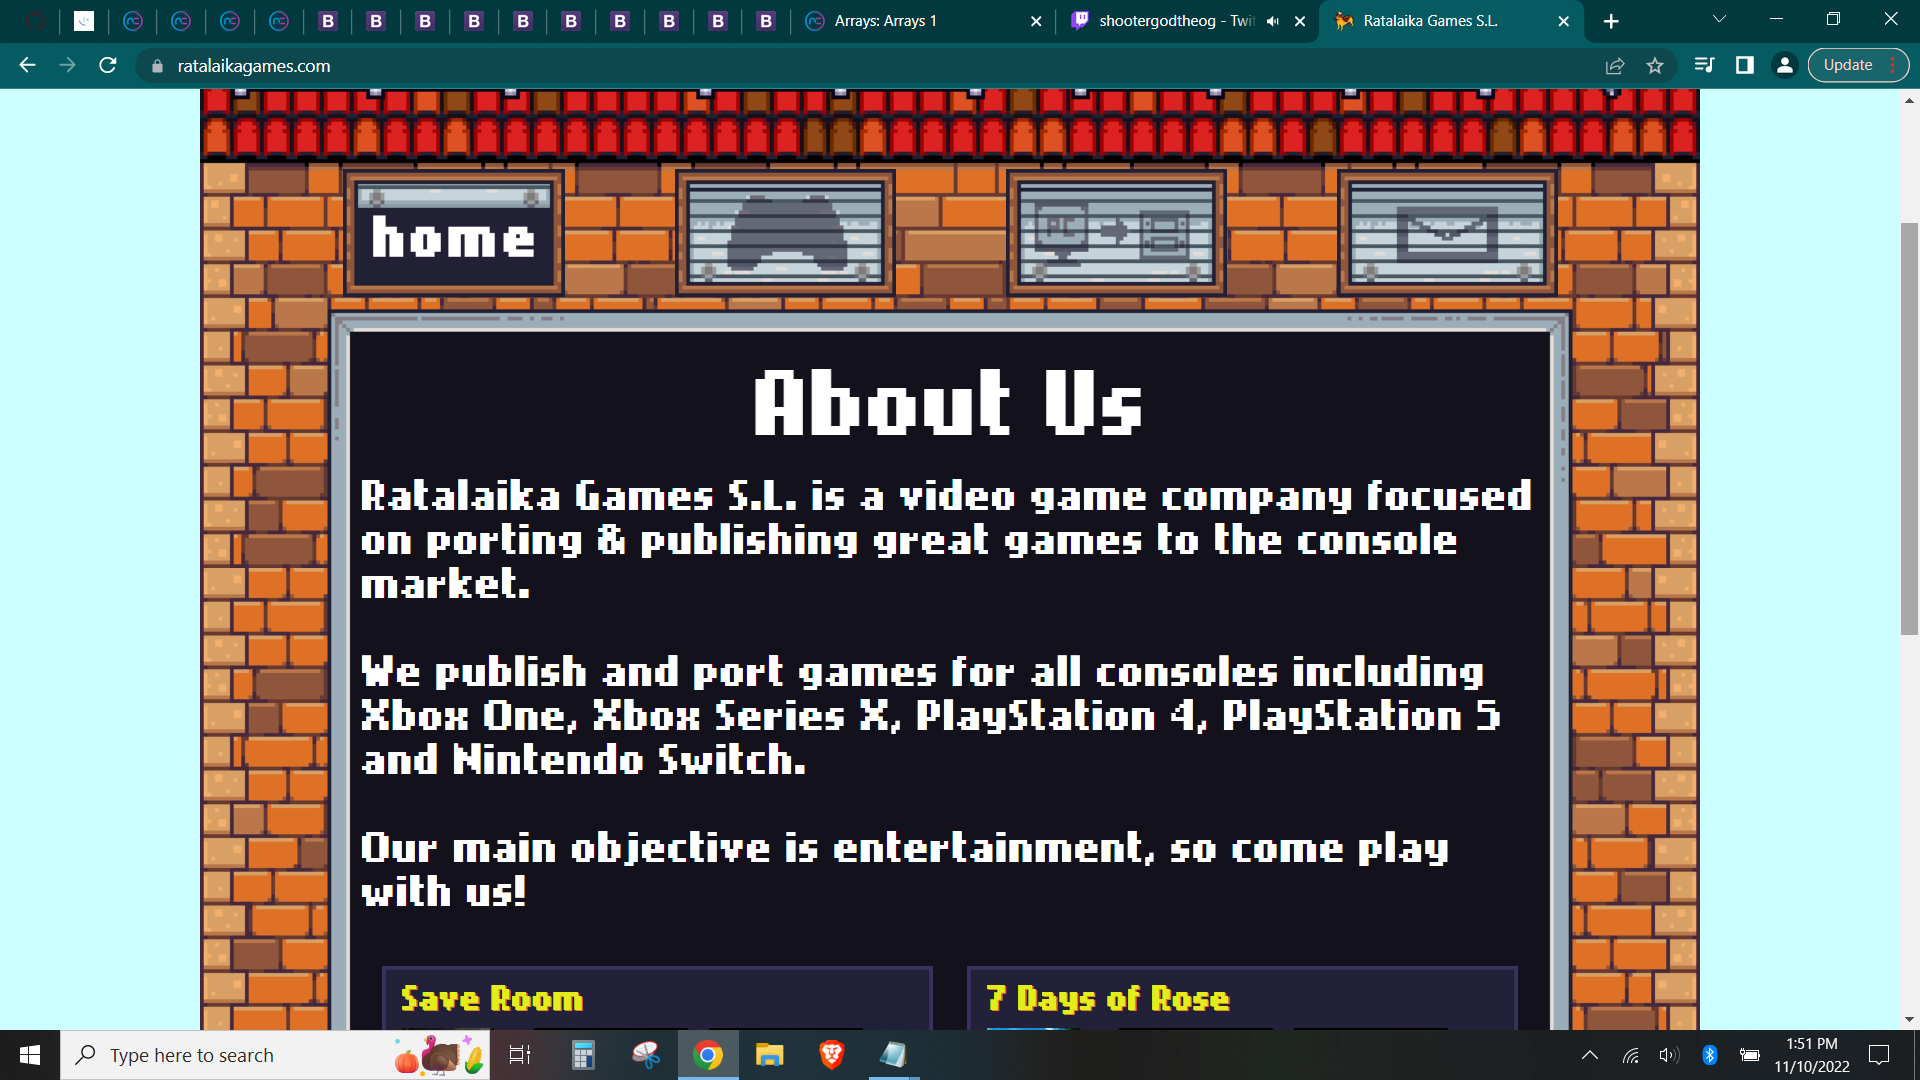 B B B B B B B B B B Arrays: Arrays 1 shootergodtheog - Twi Ratalaika Games S.L.
ratalaikagames.com Update
home PC
About Us
Ratalaika Games S.L. is a video game company focused
on porting & publishing great games to the console
market.
We publish and port games for all consoles including
Xbox One, Xbox Series X, PlayStation 4, PlayStation 5
and Nintendo Switch.
Our main objective is entertainment, so come play
with us!
Save Room 7 Days of Rose
Type here to search 1:51 PM
11/10/2022